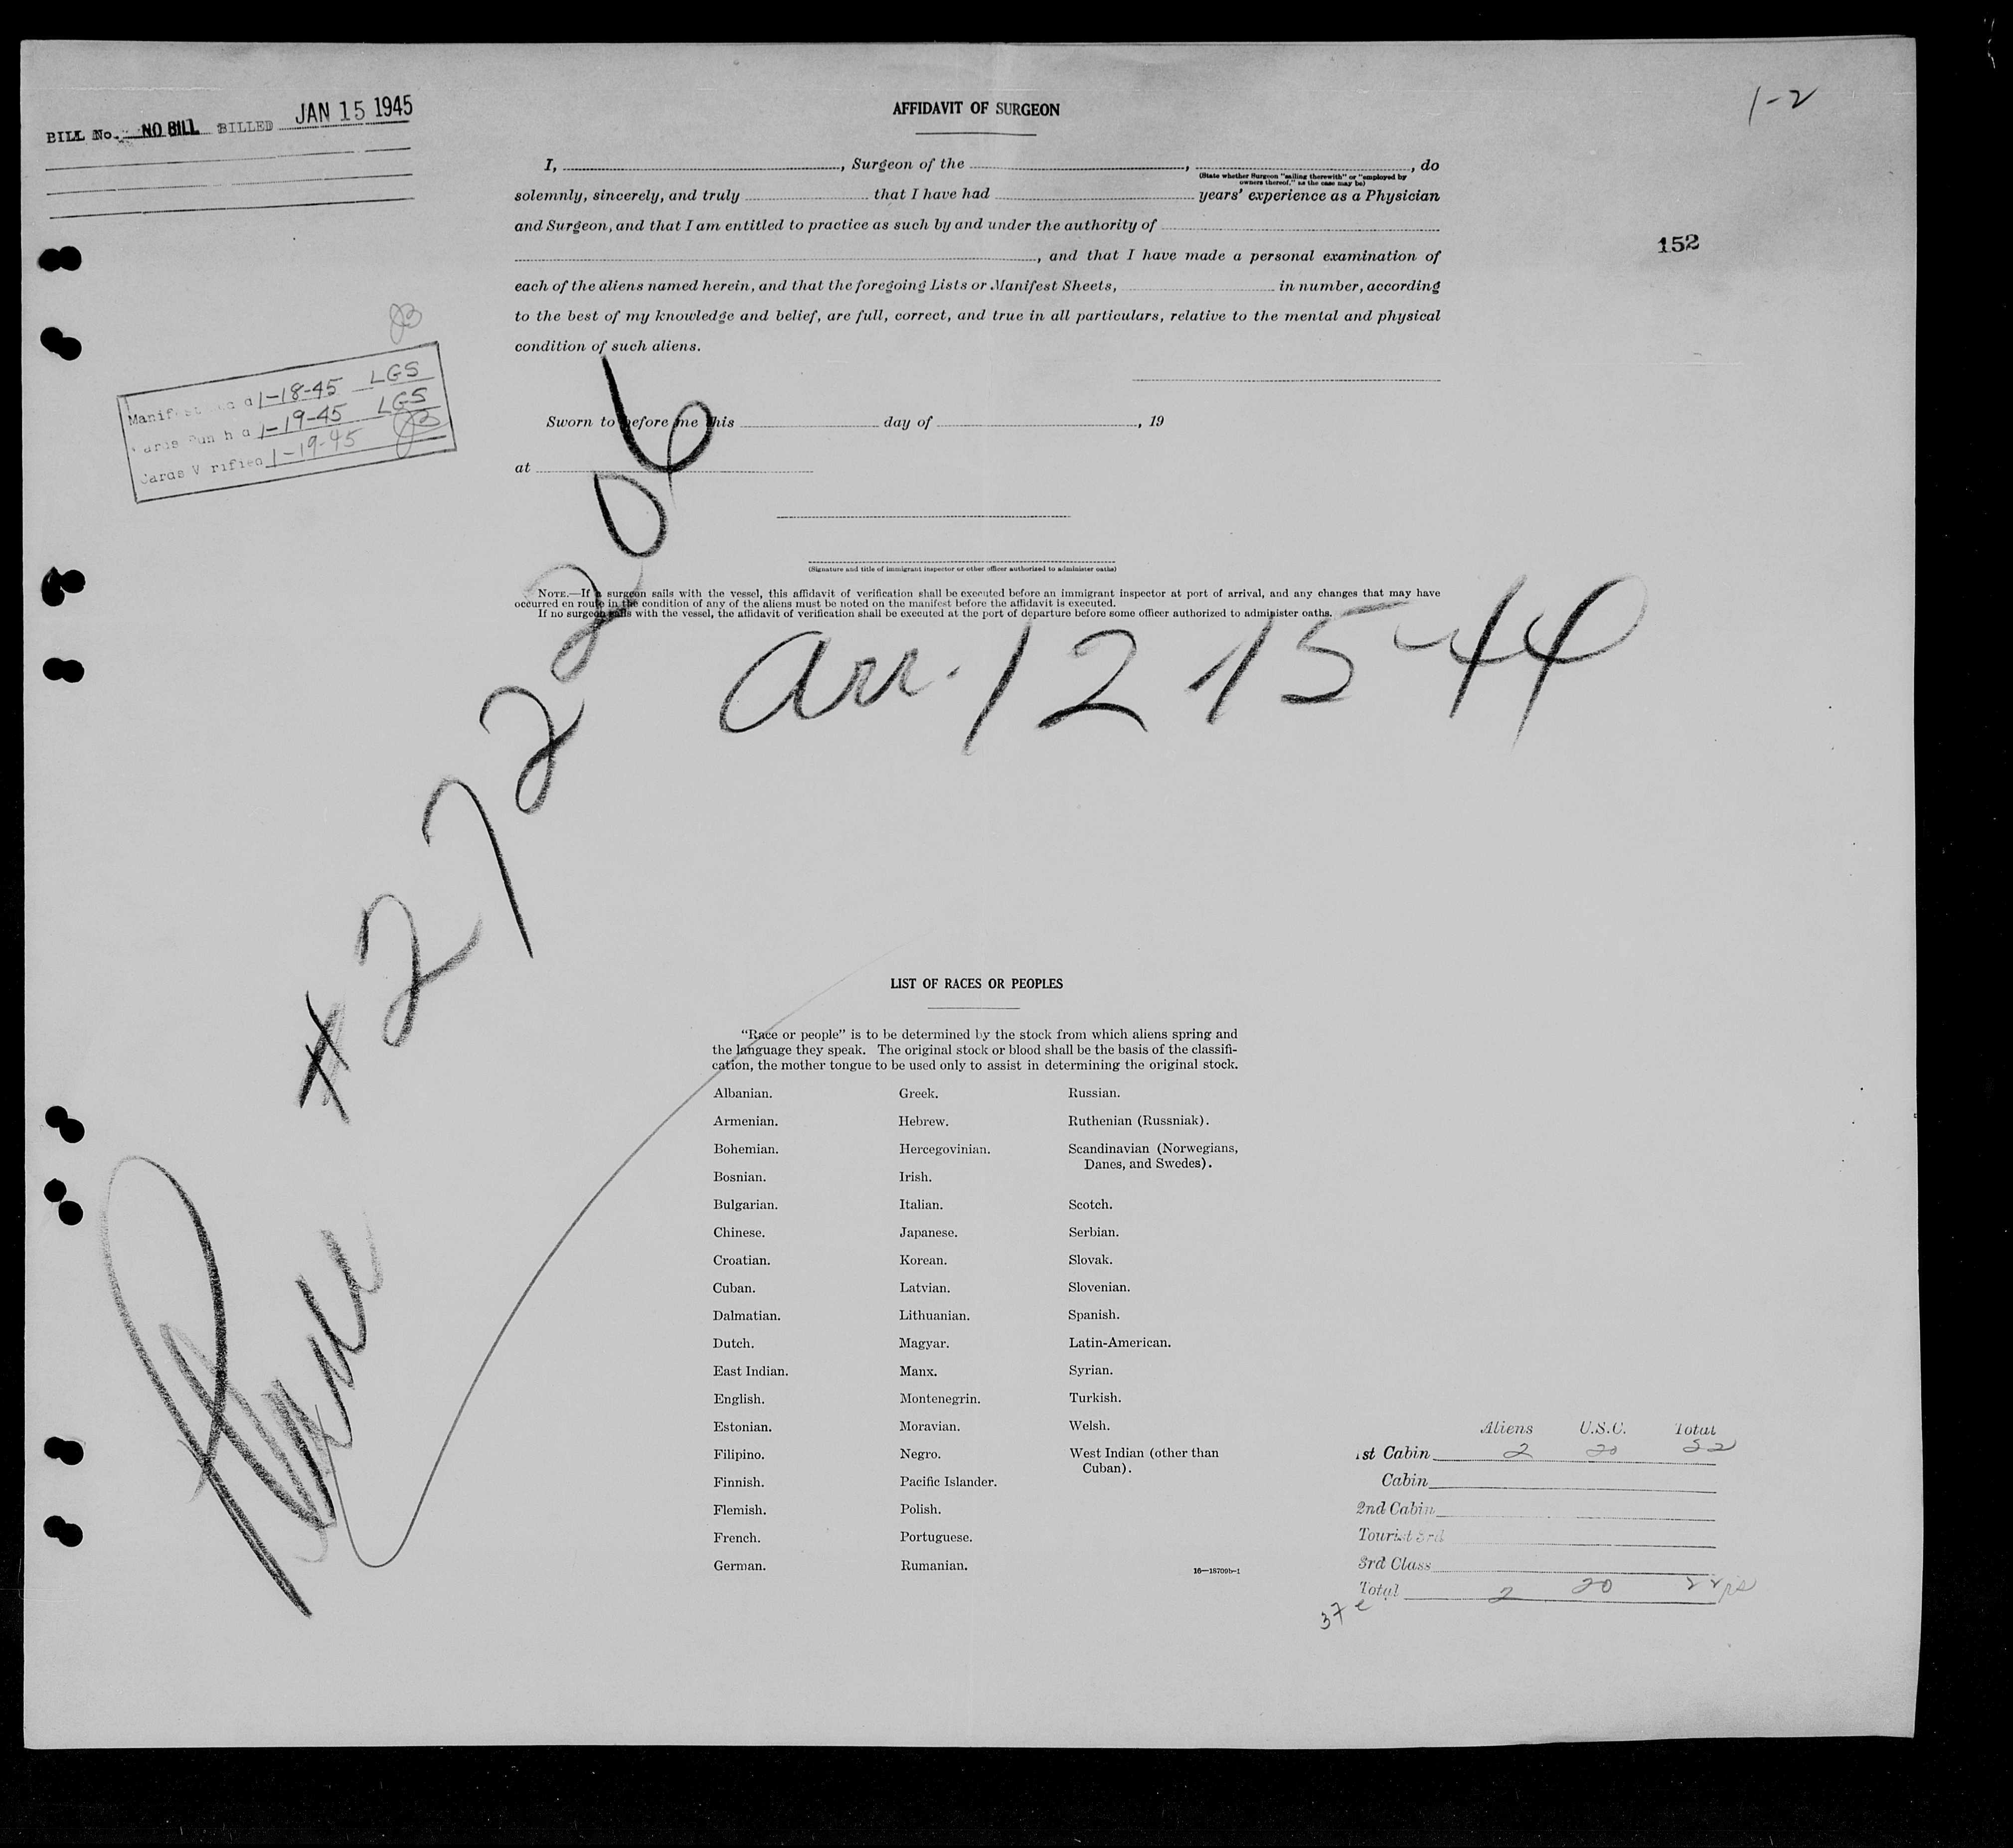 BILL No. NO BILL BILLED JAN 15 1945
1-2
AFFIDAVIT OF SURGEON
I, , Surgeon of the , , do
(State whether Surgeon "sailing therewith" or "employed by
owners thereof," as the case may be)
solemnly, sincerely, and truly that I have had years' experience as a Physician
and Surgeon, and that I am entitled to practice as such by and under the authority of
, and that I have made a personal examination of
152
each of the aliens named herein, and that the foregoing Lists or Manifest Sheets, in number, according
to the best of my knowledge and belief, are full, correct, and true in all particulars, relative to the mental and physical
condition of such aliens.
1-18-45 LGS
1-19-45 LGS
Cards V rified 1-19-45
Sworn to before me this day of , 19
at
(Signature and title of immigrant inspector or other officer authorized to administer oaths)
NOTE.—If a surgeon sails with the vessel, this affidavit of verification shall be executed before an immigrant inspector at port of arrival, and any changes that may have
occurred en route in the condition of any of the aliens must be noted on the manifest before the affidavit is executed.
If no surgeon sails with the vessel, the affidavit of verification shall be executed at the port of departure before some officer authorized to administer oaths.
arr. 12 15-44
# 272206
LIST OF RACES OR PEOPLES
"Race or people" is to be determined by the stock from which aliens spring and
the language they speak. The original stock or blood shall be the basis of the classifi-
cation, the mother tongue to be used only to assist in determining the original stock.
Albanian. Greek. Russian.
Armenian. Hebrew. Ruthenian (Russniak).
Bohemian. Hercegovinian. Scandinavian (Norwegians,
Danes, and Swedes).
Bosnian. Irish.
Bulgarian. Italian. Scotch.
Chinese. Japanese. Serbian.
Croatian. Korean. Slovak.
Cuban. Latvian. Slovenian.
Dalmatian. Lithuanian. Spanish.
Dutch. Magyar. Latin-American.
East Indian. Manx. Syrian.
English. Montenegrin. Turkish.
Estonian. Moravian. Welsh.
Filipino. Negro. West Indian (other than
Cuban).
Finnish. Pacific Islander.
Flemish. Polish.
French. Portuguese.
German. Rumanian.
16—18709b-1
Aliens U.S.C. Total
1st Cabin 2 20 22
Cabin
2nd Cabin
Tourist 3rd
3rd Class
Total 2 20 22
37 e